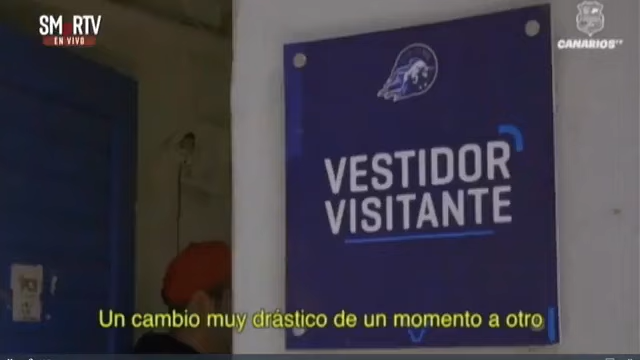 SMRTV
EN VIVO
CANARIOS
VESTIDOR
VISITANTE
Un cambio muy drástico de un momento a otro